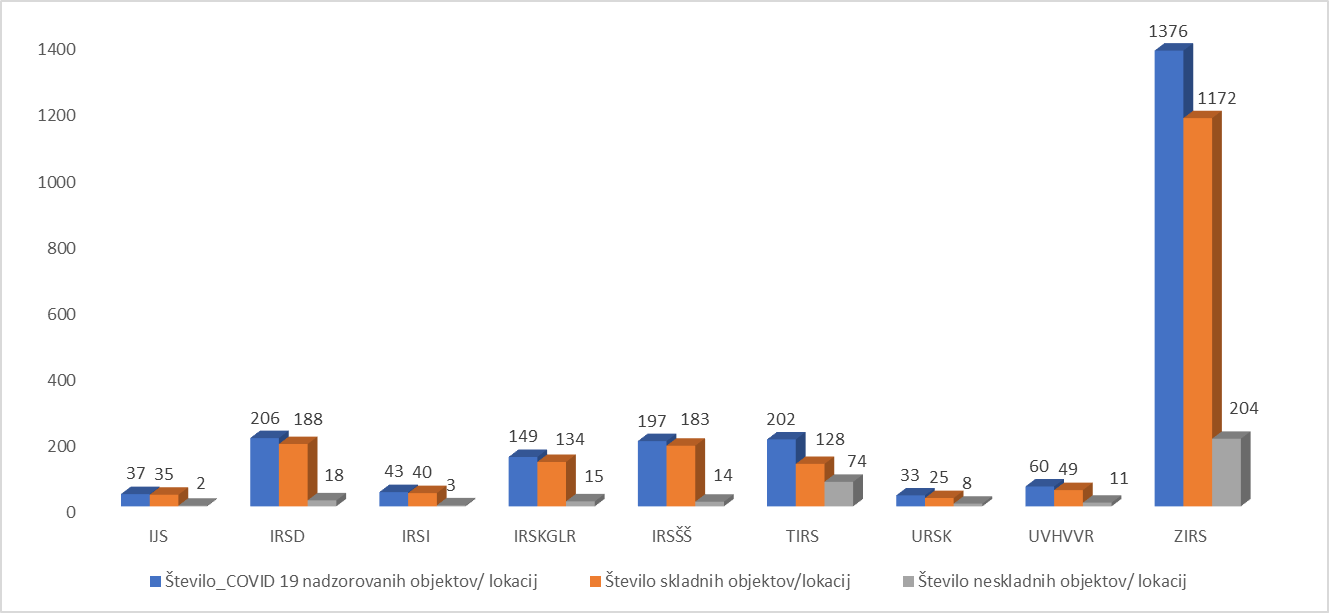 1400
1200
1000
800
600
400
200
0
37 35 2
206 188 18
43 40 3
149 134 15
197 183 14
202 128 74
33 25 8
60 49 11
1376 1172 204
IJS IRSD IRSI IRSKGLR IRSŠŠ TIRS URSK UVHVVR ZIRS
Število_COVID 19 nadzorovanih objektov/ lokacij Število skladnih objektov/lokacij Število neskladnih objektov/ lokacij